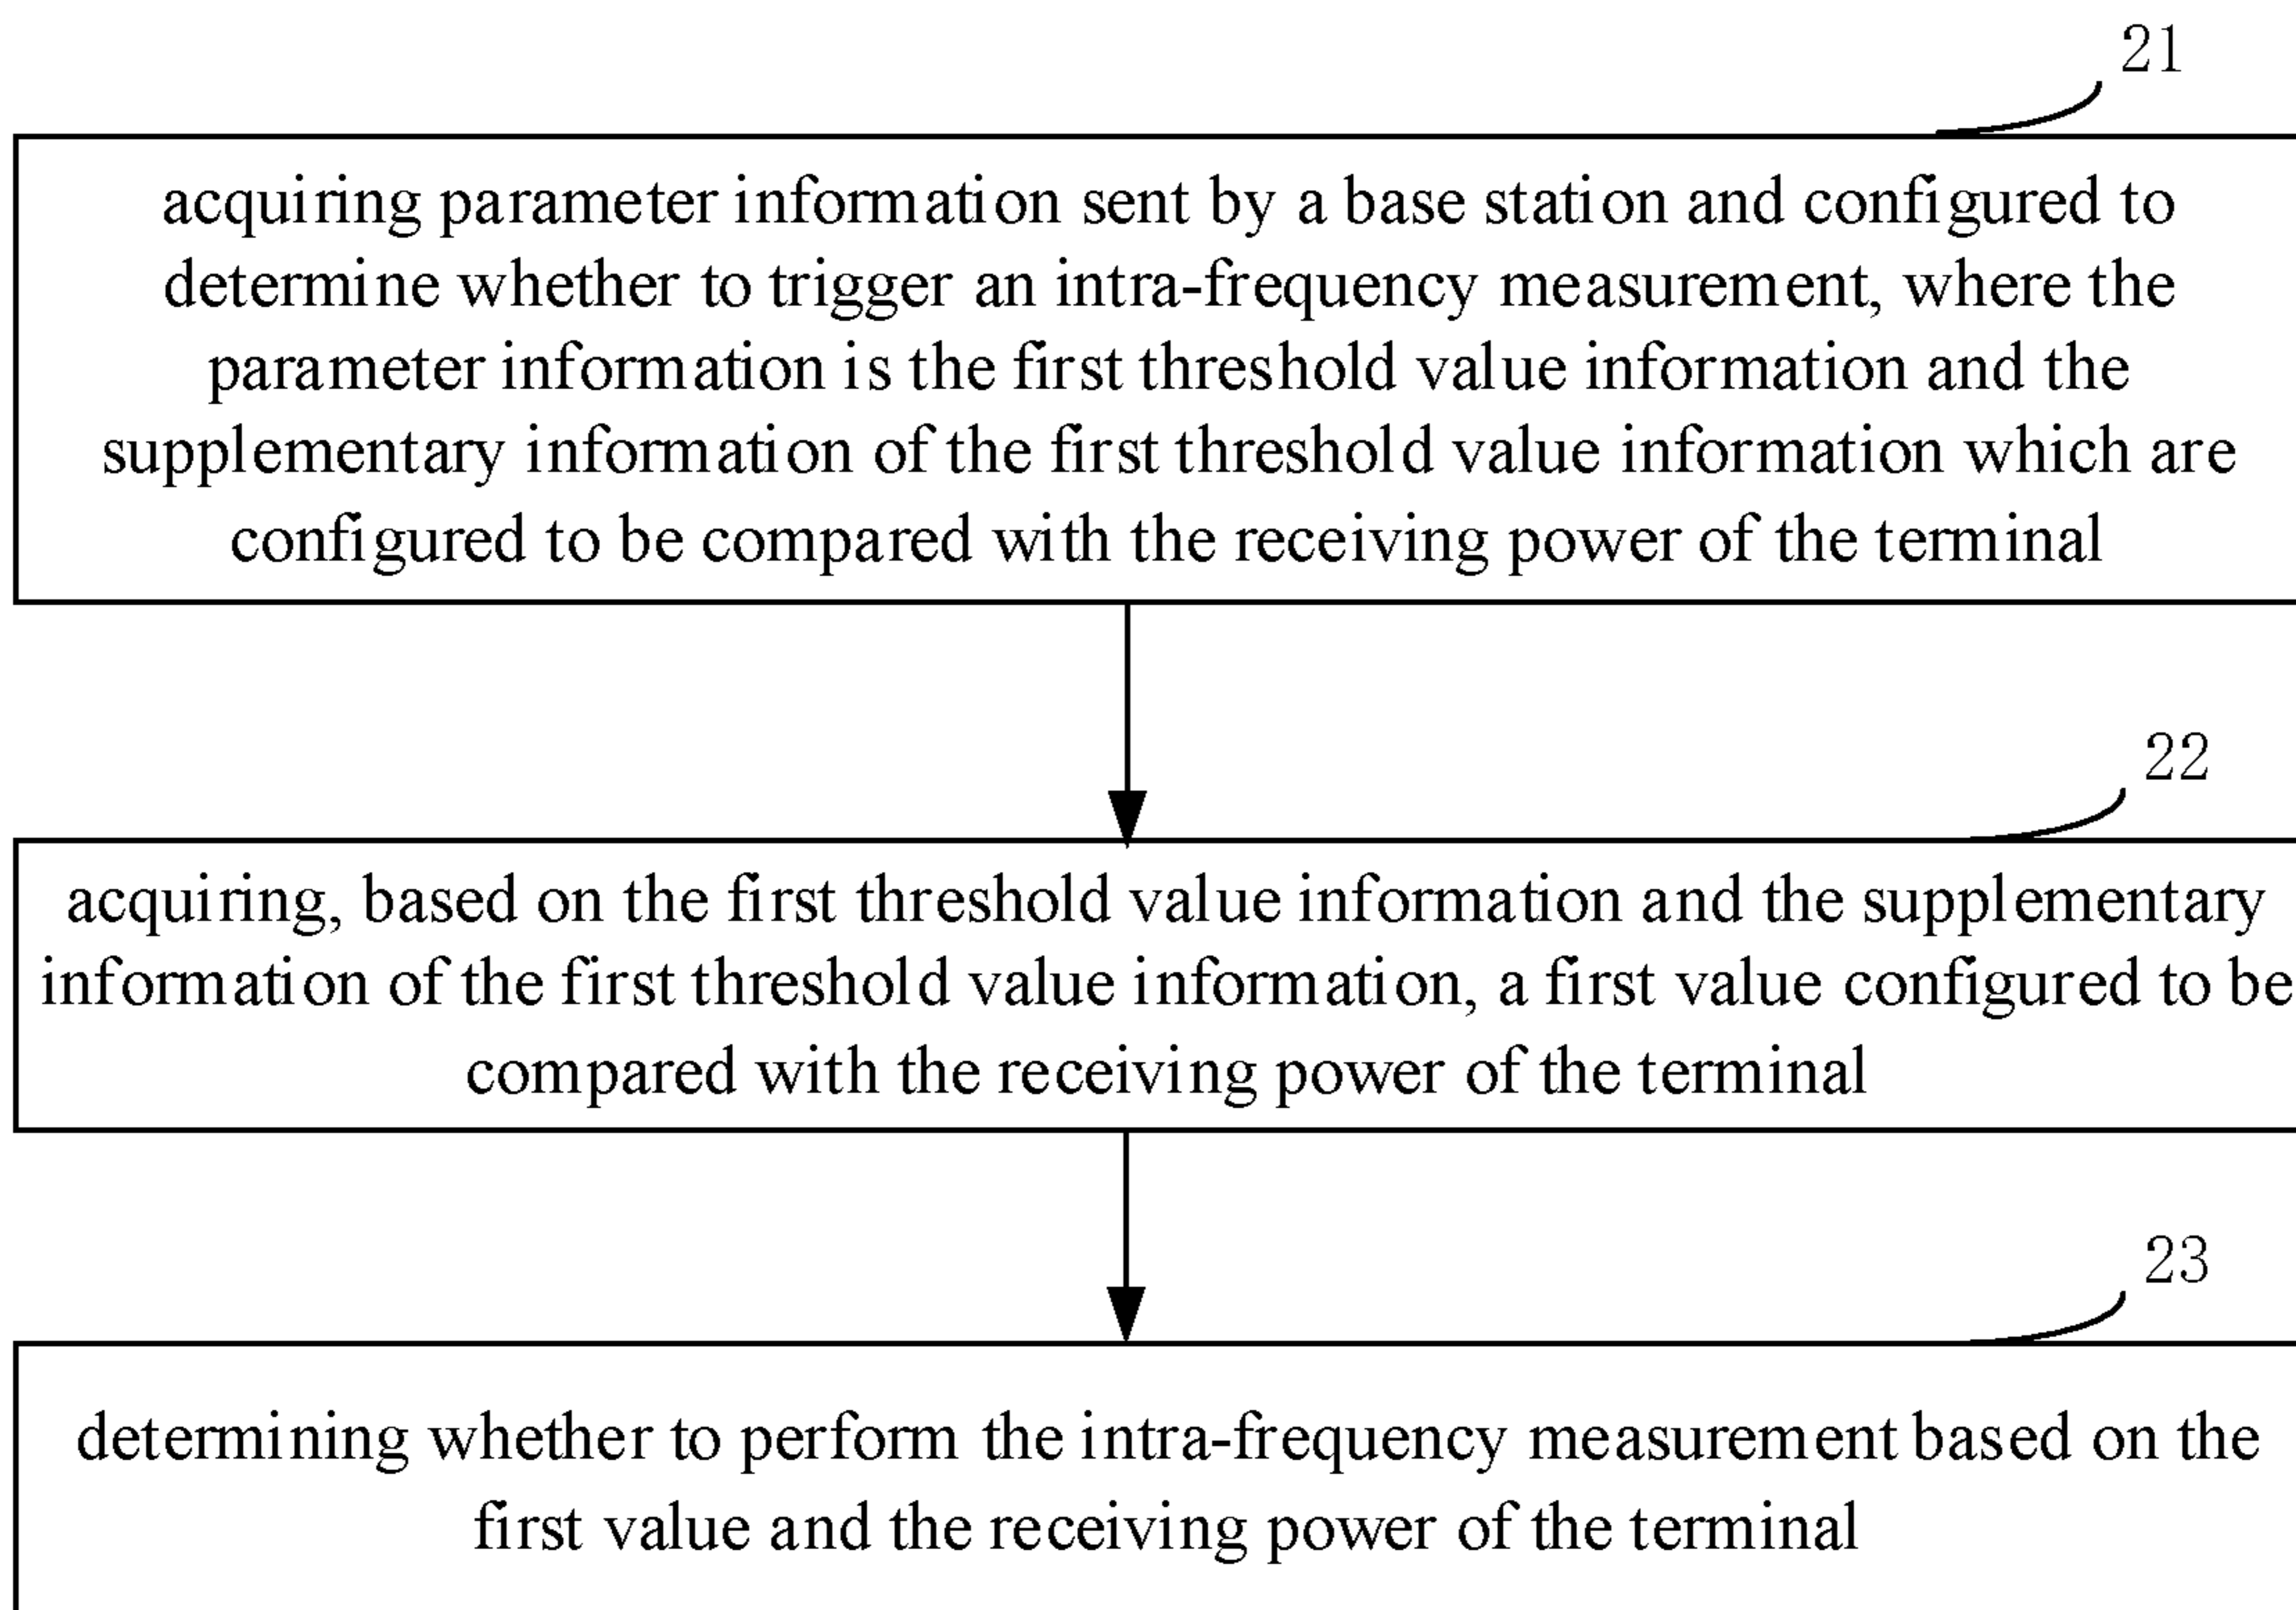 21
acquiring parameter information sent by a base station and configured to
determine whether to trigger an intra-frequency measurement, where the
parameter information is the first threshold value information and the
supplementary information of the first threshold value information which are
configured to be compared with the receiving power of the terminal
22
acquiring, based on the first threshold value information and the supplementary
information of the first threshold value information, a first value configured to be
compared with the receiving power of the terminal
23
determining whether to perform the intra-frequency measurement based on the
first value and the receiving power of the terminal